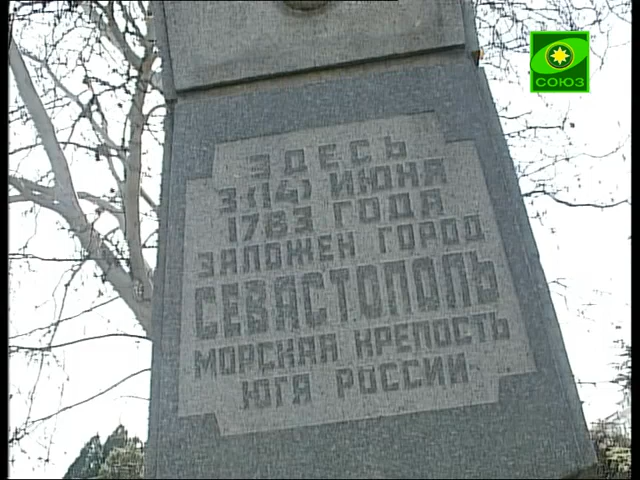 СОЮЗ
ЗДЕСЬ
3 (14) ИЮНЯ
1783 ГОДА
ЗАЛОЖЕН ГОРОД
СЕВАСТОПОЛЬ
МОРСКАЯ КРЕПОСТЬ
ЮГА РОССИИ